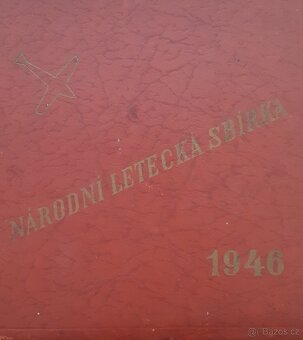 NÁRODNÍ LETECKÁ SBÍRKA
1946
Bazos.cz